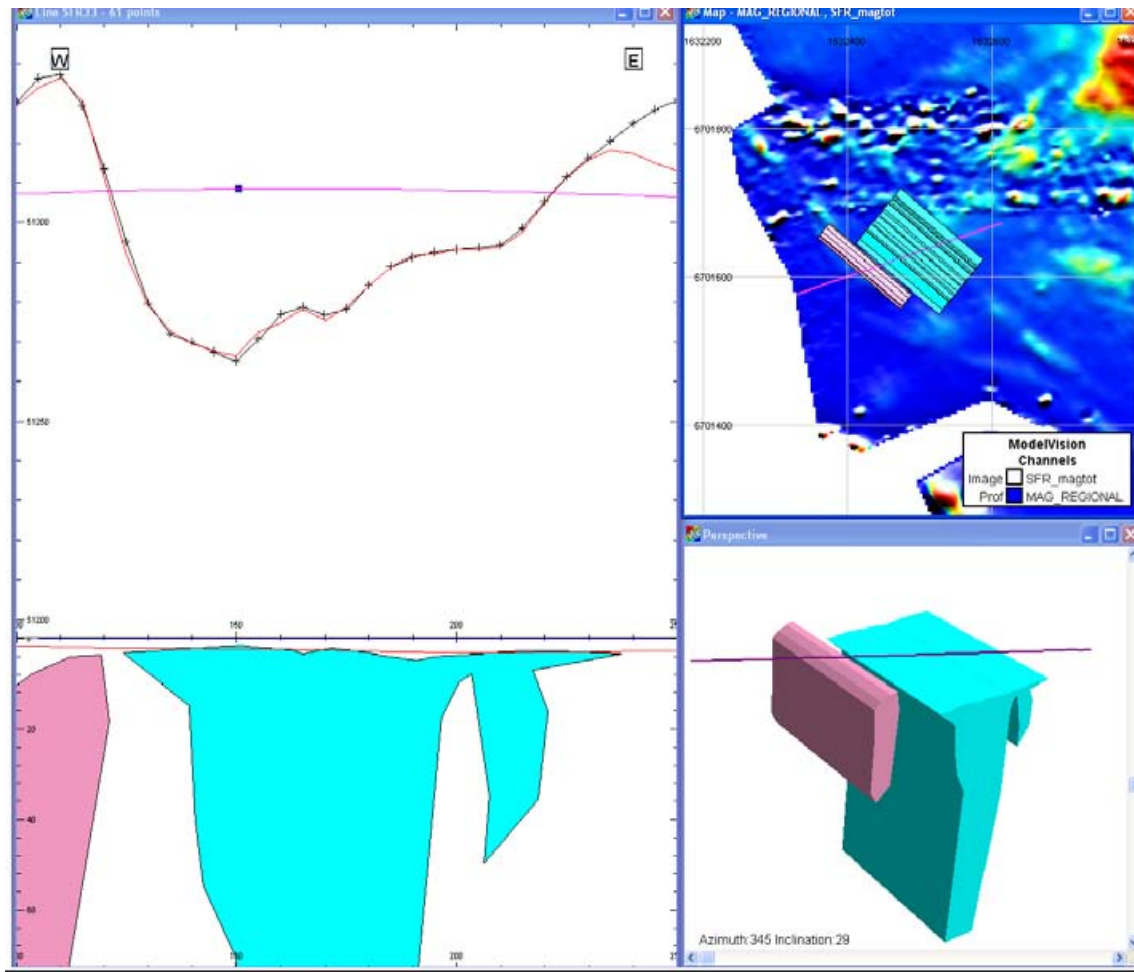 Line SFR33 - 61 points
W
E
51300
51250
51200
20
40
60
150
200
Map - MAG_REGIONAL, SFR_magtot
1632200
1632400
1632600
6701800
6701600
6701400
ModelVision
Channels
Image SFR_magtot
Prof MAG_REGIONAL
Perspective
Azimuth:345 Inclination:29